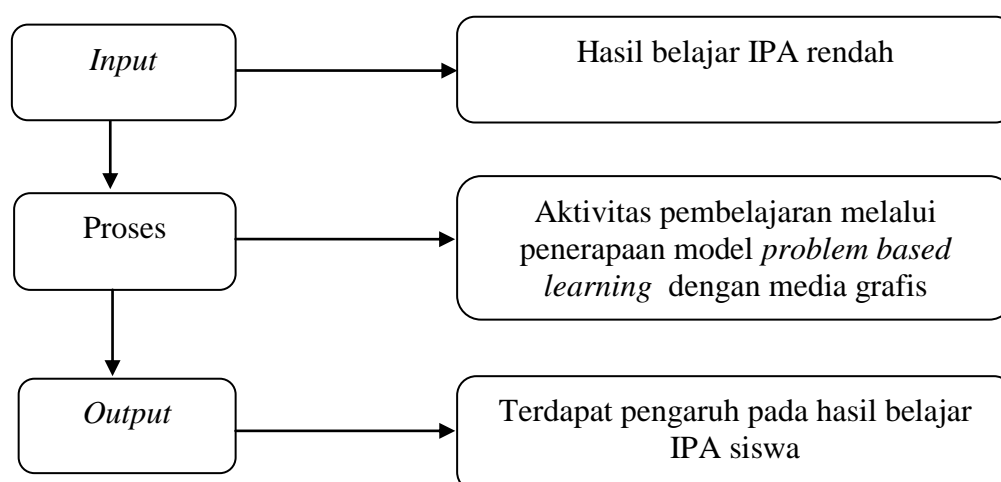 Input
Hasil belajar IPA rendah
Proses
Aktivitas pembelajaran melalui
penerapaan model problem based
learning dengan media grafis
Output
Terdapat pengaruh pada hasil belajar
IPA siswa